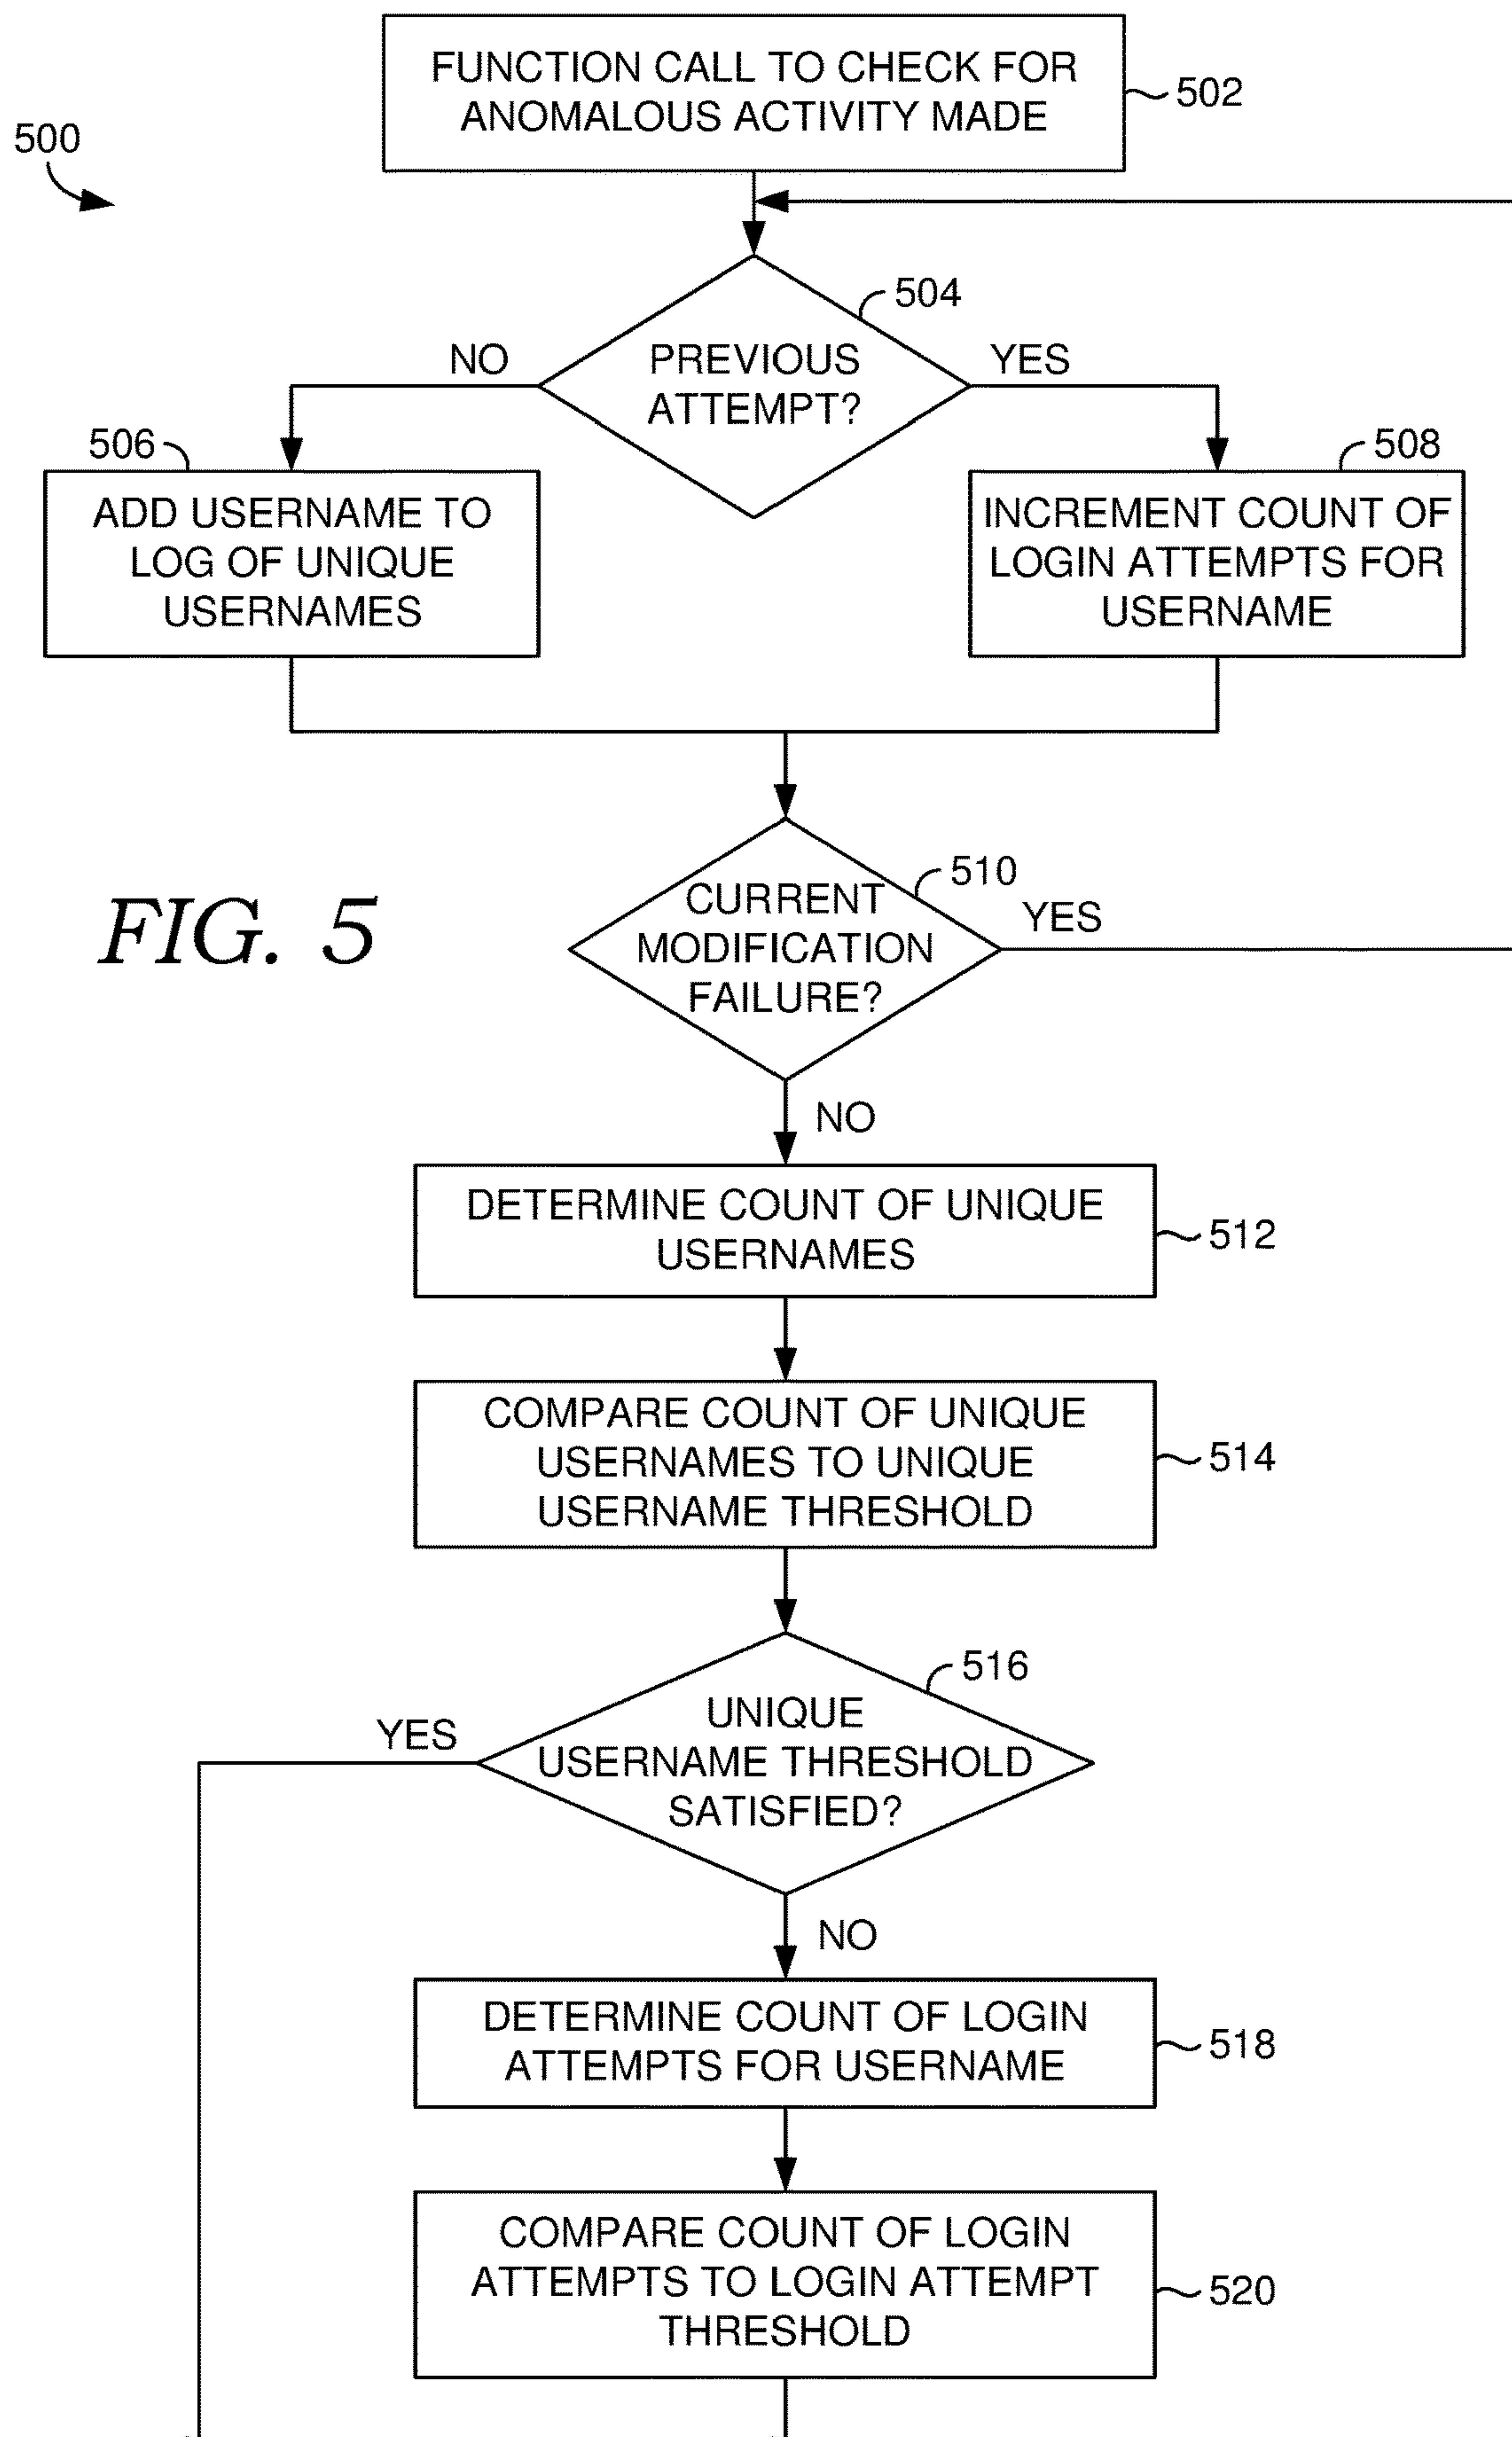 FUNCTION CALL TO CHECK FOR
ANOMALOUS ACTIVITY MADE
502
500
504
NO
PREVIOUS
ATTEMPT?
YES
506
ADD USERNAME TO
LOG OF UNIQUE
USERNAMES
508
INCREMENT COUNT OF
LOGIN ATTEMPTS FOR
USERNAME
FIG. 5
510
CURRENT
MODIFICATION
FAILURE?
YES
NO
DETERMINE COUNT OF UNIQUE
USERNAMES
512
COMPARE COUNT OF UNIQUE
USERNAMES TO UNIQUE
USERNAME THRESHOLD
514
516
YES
UNIQUE
USERNAME THRESHOLD
SATISFIED?
NO
DETERMINE COUNT OF LOGIN
ATTEMPTS FOR USERNAME
518
COMPARE COUNT OF LOGIN
ATTEMPTS TO LOGIN ATTEMPT
THRESHOLD
520